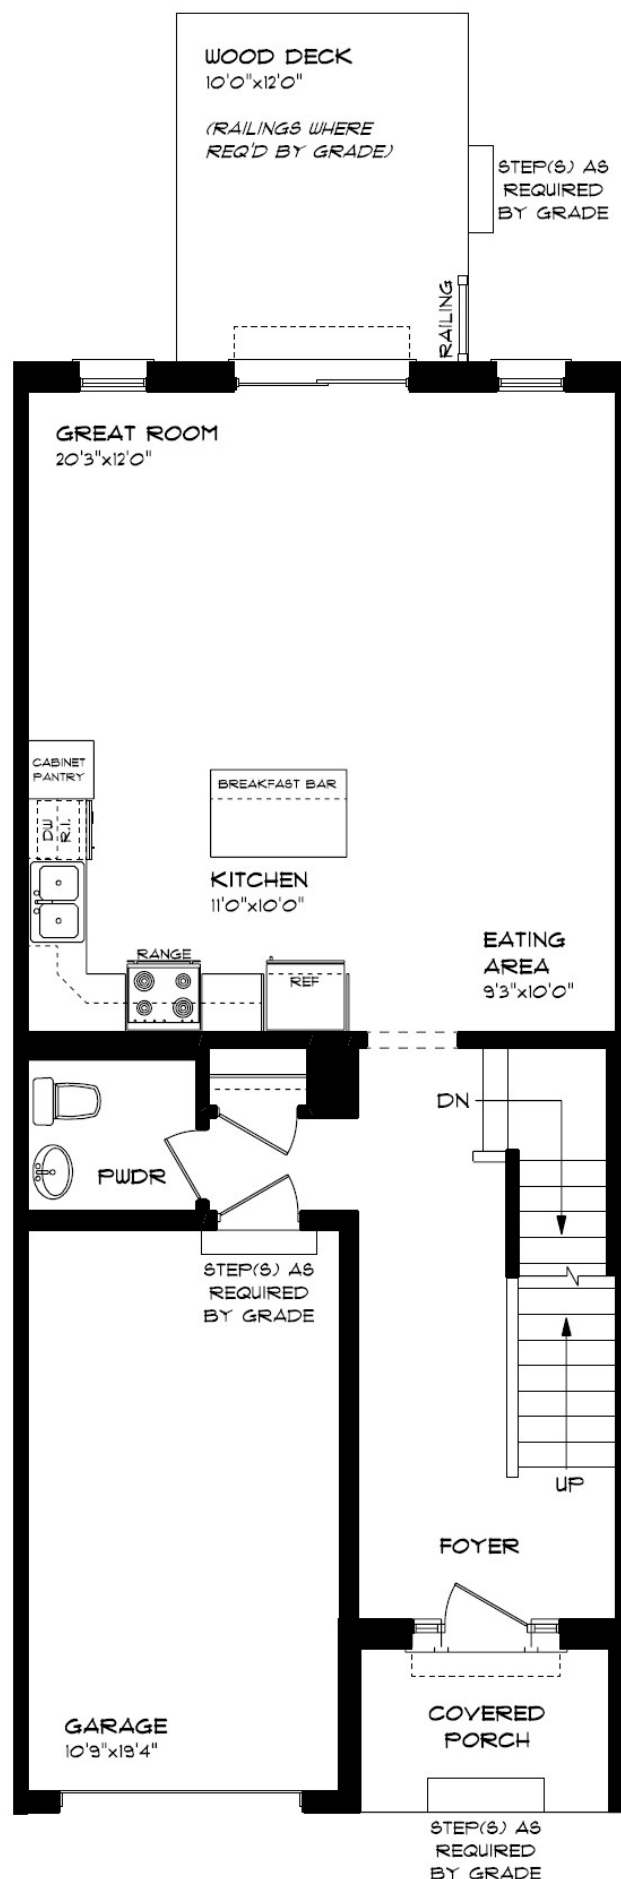 WOOD DECK
10'0"x12'0"
(RAILINGS WHERE
REQ'D BY GRADE)
STEP(S) AS
REQUIRED
BY GRADE
RAILING
GREAT ROOM
20'3"x12'0"
CABINET
PANTRY
DW
R.I.
BREAKFAST BAR
KITCHEN
11'0"x10'0"
RANGE
REF
EATING
AREA
9'3"x10'0"
DN
PWDR
STEP(S) AS
REQUIRED
BY GRADE
UP
FOYER
GARAGE
10'9"x19'4"
COVERED
PORCH
STEP(S) AS
REQUIRED
BY GRADE